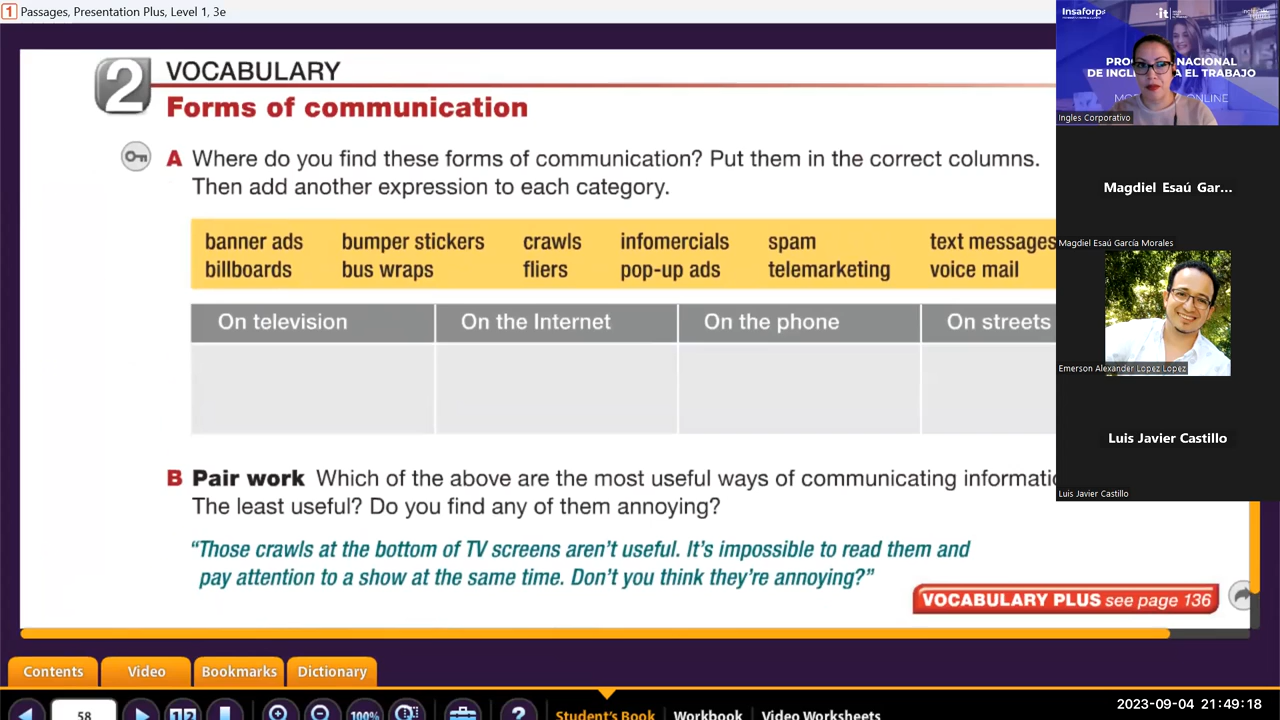 1 Passages, Presentation Plus, Level 1, 3e
2 VOCABULARY
Forms of communication
A Where do you find these forms of communication? Put them in the correct columns.
Then add another expression to each category.
banner ads bumper stickers crawls infomercials spam text messages
billboards bus wraps fliers pop-up ads telemarketing voice mail
On television On the Internet On the phone On streets
B Pair work Which of the above are the most useful ways of communicating informatio
The least useful? Do you find any of them annoying?
“Those crawls at the bottom of TV screens aren’t useful. It’s impossible to read them and
pay attention to a show at the same time. Don’t you think they’re annoying?”
VOCABULARY PLUS see page 136
Contents Video Bookmarks Dictionary
58 1 2 100% ?
Student's Book Workbook Video Worksheets
Insaforp
it
Ingles Corporativo
Magdiel Esaú Gar...
Magdiel Esaú García Morales
Emerson Alexander Lopez Lopez
Luis Javier Castillo
Luis Javier Castillo
2023-09-04 21:49:18